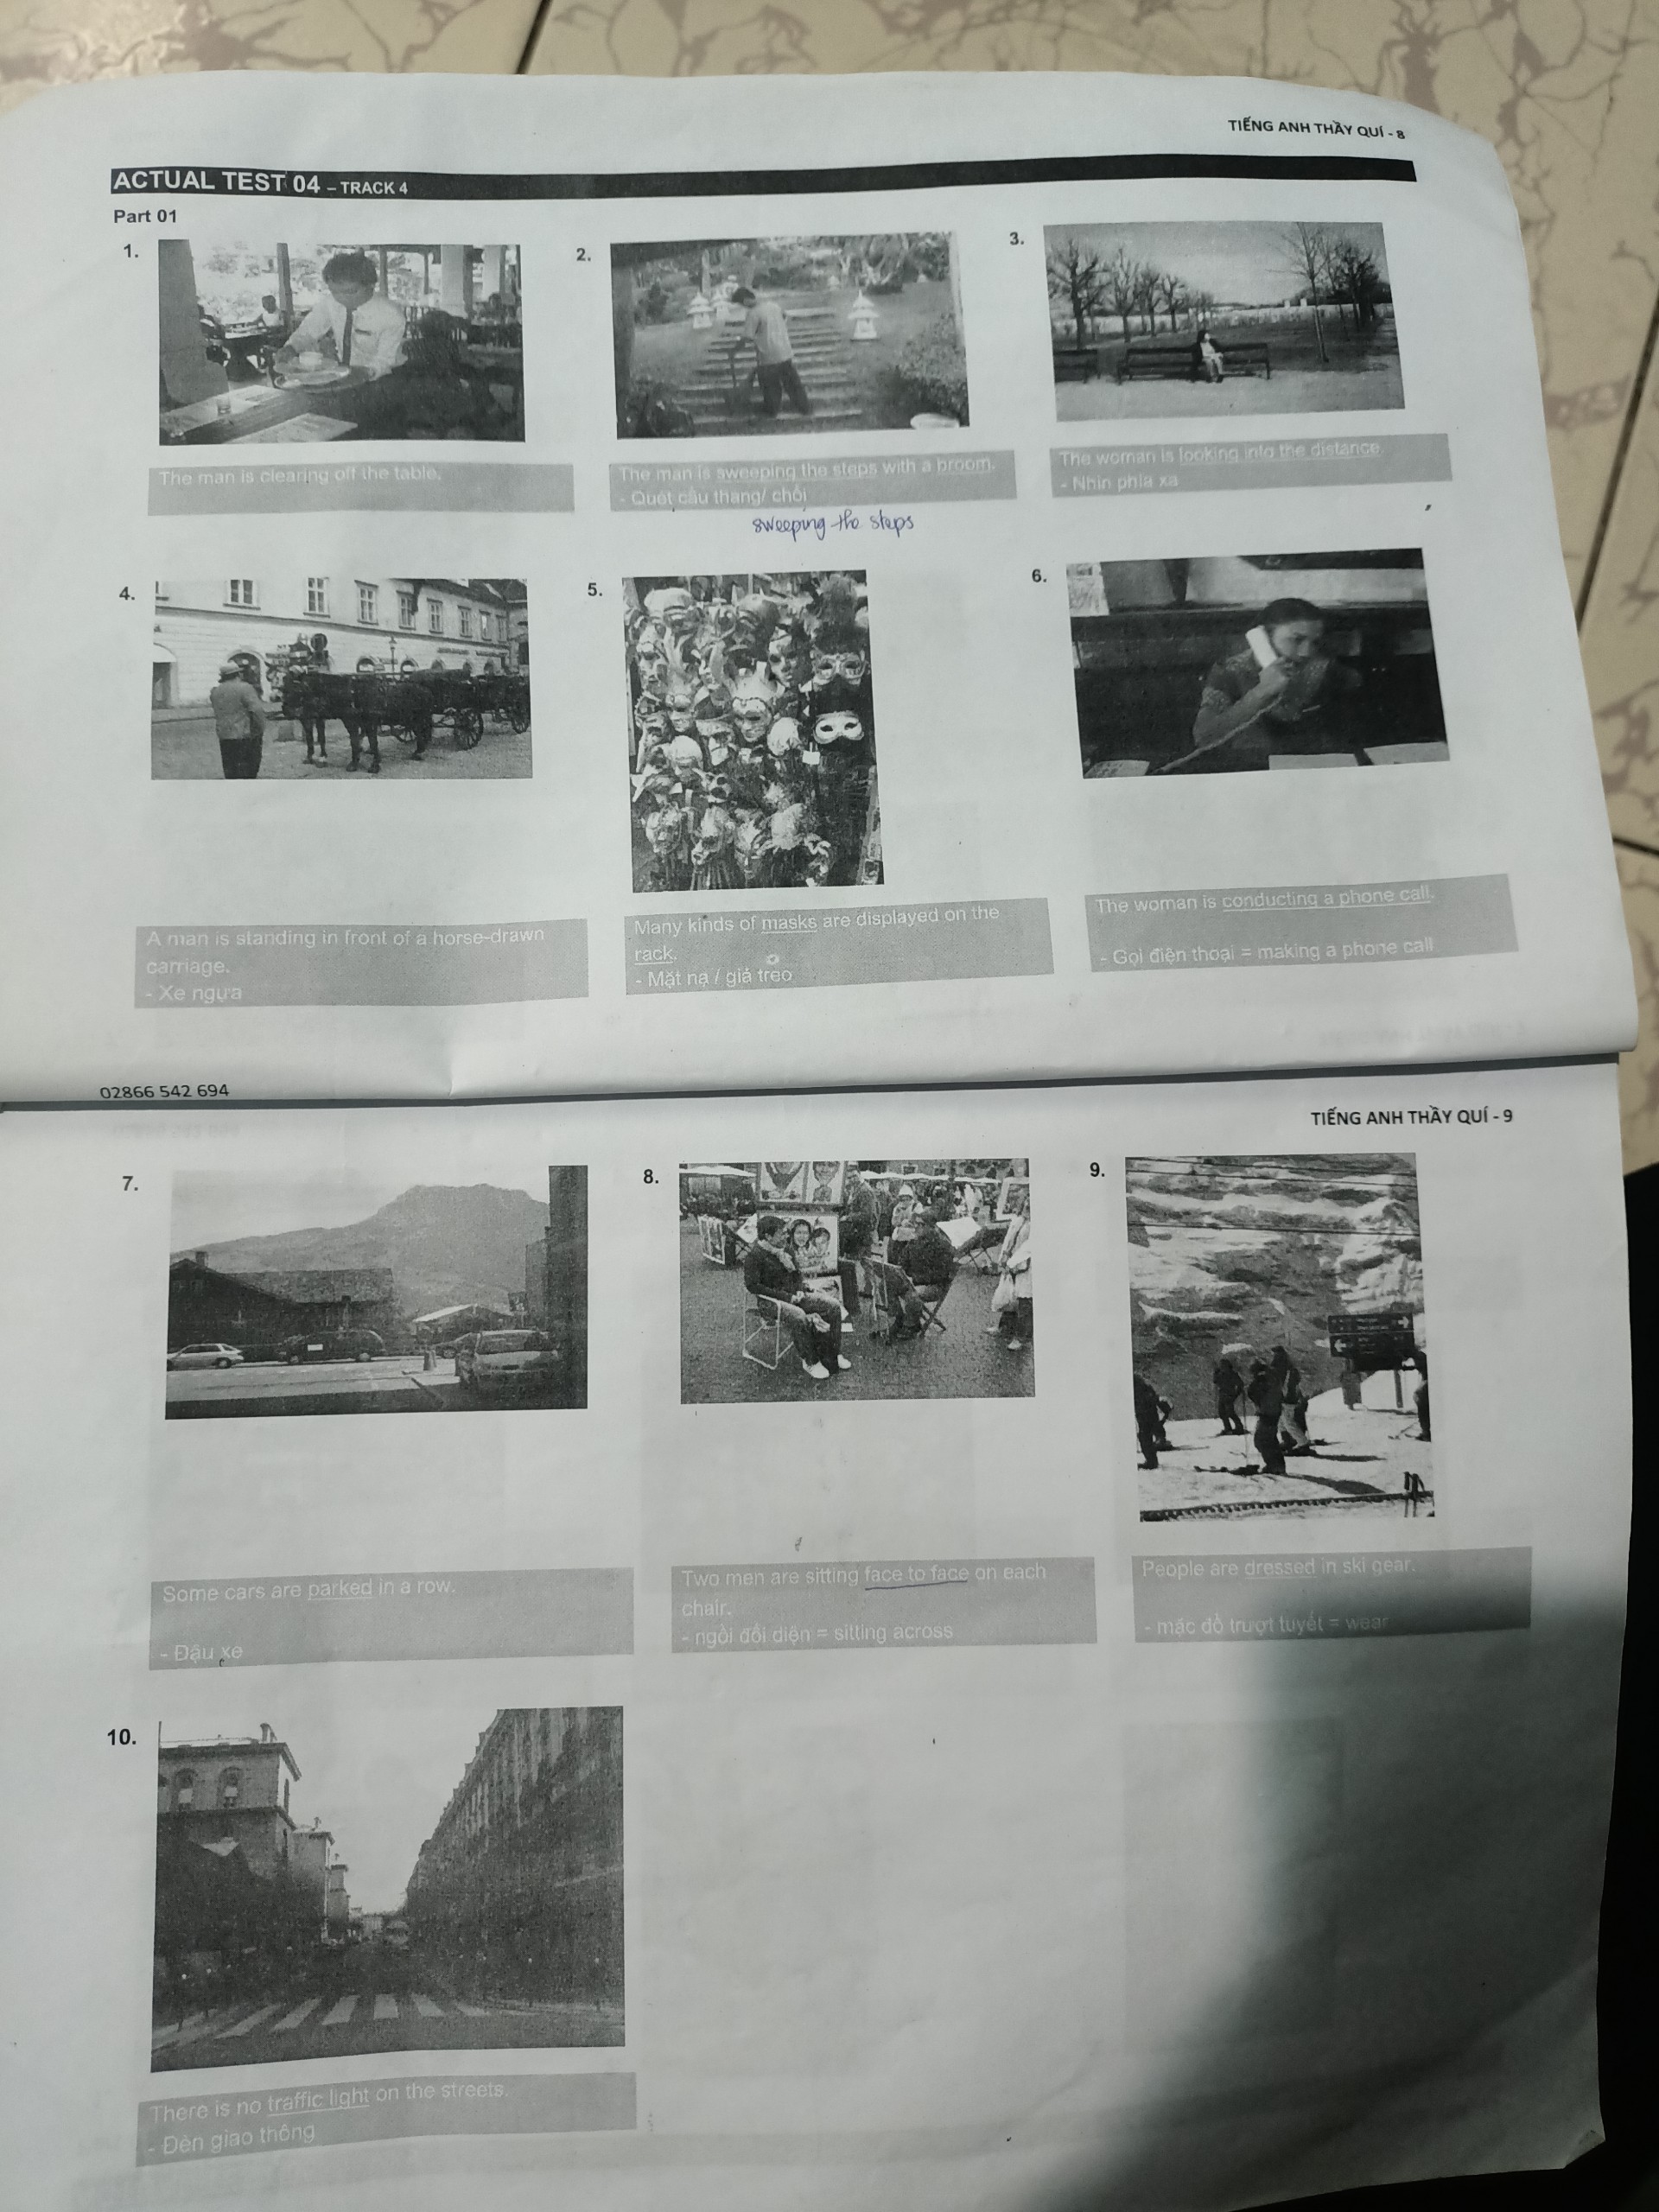 TIẾNG ANH THẦY QUÍ - 8
ACTUAL TEST 04 – TRACK 4
Part 01
1.
2.
3.
The man is clearing off the table.
The man is sweeping the steps with a broom.
- Quét cầu thang/ chổi
sweeping the steps
The woman is looking into the distance.
- Nhìn phía xa
4.
5.
6.
A man is standing in front of a horse-drawn
carriage.
- Xe ngựa
Many kinds of masks are displayed on the
rack.
- Mặt nạ / giá treo
The woman is conducting a phone call.
- Gọi điện thoại = making a phone call
02866 542 694
TIẾNG ANH THẦY QUÍ - 9
7.
8.
9.
Some cars are parked in a row.
- Đậu xe
Two men are sitting face to face on each
chair.
- ngồi đối diện = sitting across
People are dressed in ski gear.
- mặc đồ trượt tuyết = wear
10.
There is no traffic light on the streets.
- Đèn giao thông